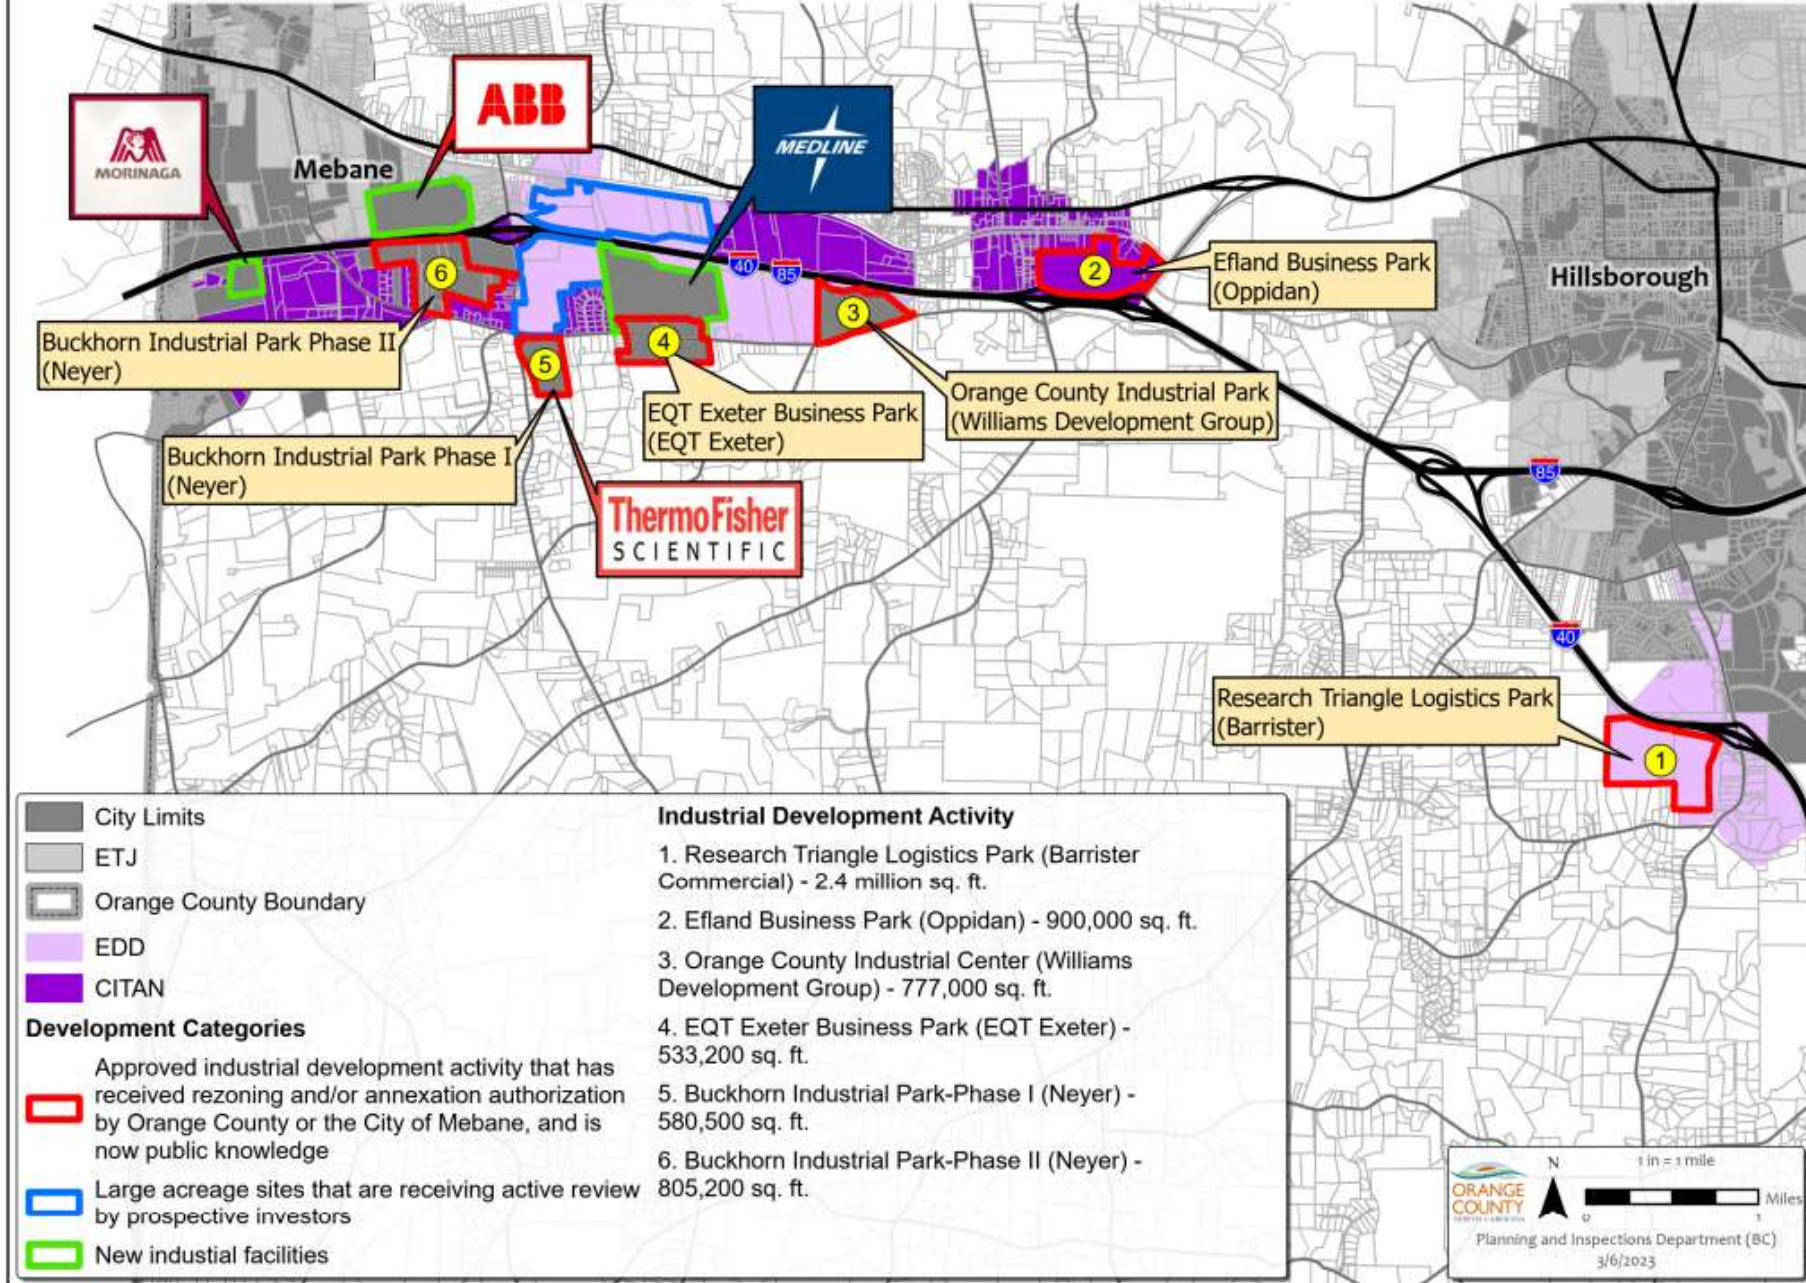 MORINAGA
Mebane
ABB
MEDLINE
40
85
6
2
3
4
5
Efland Business Park
(Oppidan)
Hillsborough
Buckhorn Industrial Park Phase II
(Neyer)
Orange County Industrial Park
(Williams Development Group)
EQT Exeter Business Park
(EQT Exeter)
Buckhorn Industrial Park Phase I
(Neyer)
85
ThermoFisher
SCIENTIFIC
40
Research Triangle Logistics Park
(Barrister)
1
City Limits
ETJ
Orange County Boundary
EDD
CITAN
Development Categories
Approved industrial development activity that has
received rezoning and/or annexation authorization
by Orange County or the City of Mebane, and is
now public knowledge
Large acreage sites that are receiving active review
by prospective investors
New industial facilities
Industrial Development Activity
1. Research Triangle Logistics Park (Barrister
Commercial) - 2.4 million sq. ft.
2. Efland Business Park (Oppidan) - 900,000 sq. ft.
3. Orange County Industrial Center (Williams
Development Group) - 777,000 sq. ft.
4. EQT Exeter Business Park (EQT Exeter) -
533,200 sq. ft.
5. Buckhorn Industrial Park-Phase I (Neyer) -
580,500 sq. ft.
6. Buckhorn Industrial Park-Phase II (Neyer) -
805,200 sq. ft.
ORANGE
COUNTY
NORTH CAROLINA
N
1 in = 1 mile
Miles
0 1
Planning and Inspections Department (BC)
3/6/2023